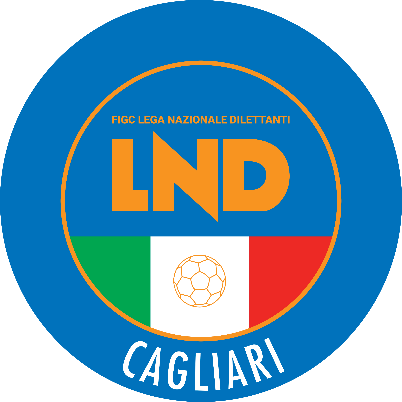 FIGC LEGA NAZIONALE DILETTANTI
LND
CAGLIARI